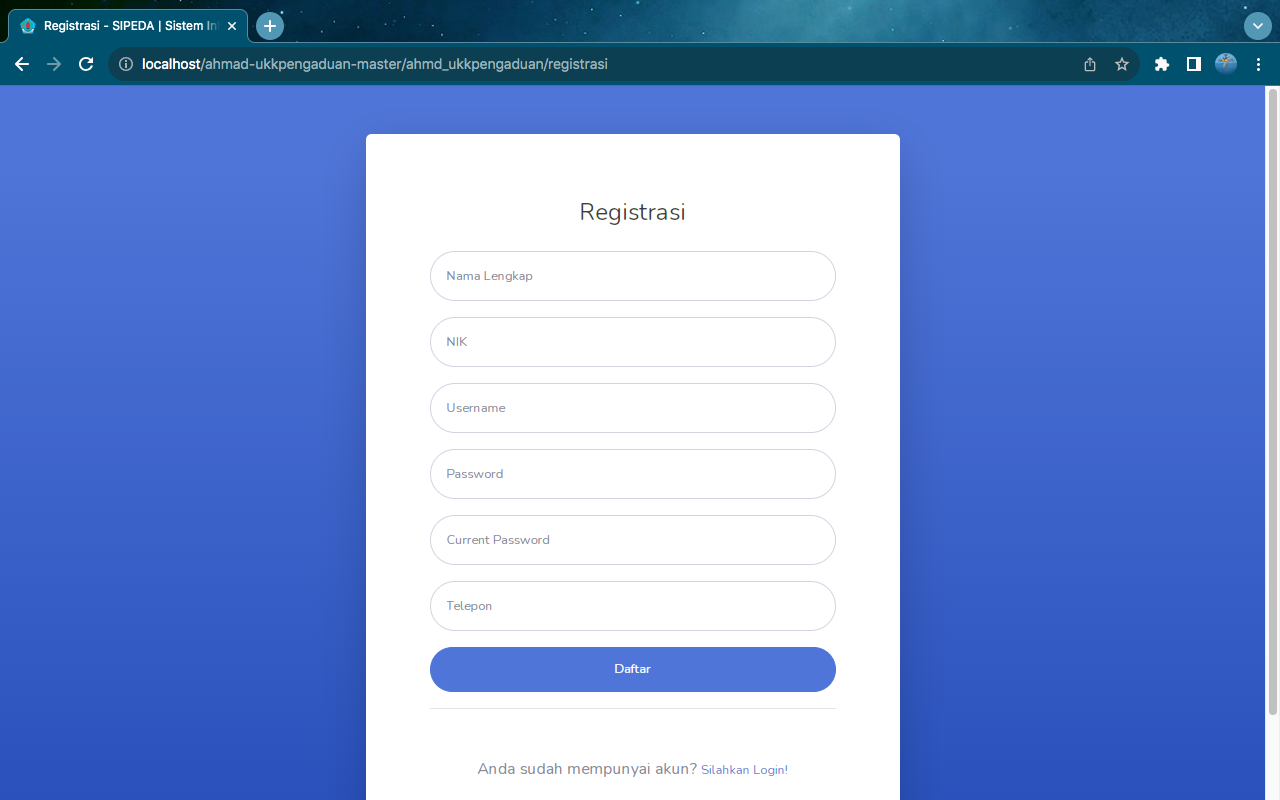 Registrasi - SIPEDA | Sistem In
localhost/ahmad-ukkpengaduan-master/ahmd_ukkpengaduan/registrasi
Registrasi
Nama Lengkap
NIK
Username
Password
Current Password
Telepon
Daftar
Anda sudah mempunyai akun? Silahkan Login!